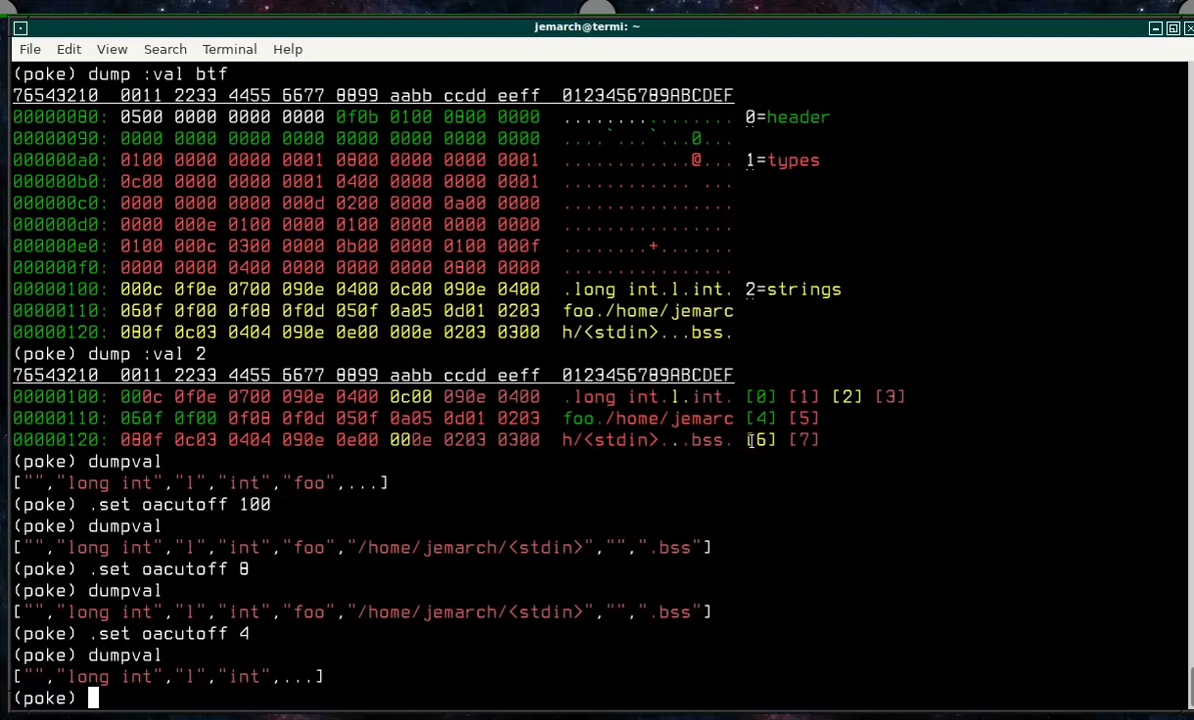 jemarch@termi: ~
File Edit View Search Terminal Help
(poke) dump :val btf
76543210  0011 2233 4455 6677 8899 aabb ccdd eeff  0123456789ABCDEF
00000080: 0500 0000 0000 0000 0f0b 0100 0800 0000  ................ 0=header
00000090: 0000 0000 0000 0000 0000 0000 0000 0000  ....`...`...0... 
000000a0: 0100 0000 0000 0001 0800 0000 0000 0001  ............@... 1=types
000000b0: 0c00 0000 0000 0001 0400 0000 0000 0001  ............ ...
000000c0: 0000 0000 0000 000d 0200 0000 0a00 0000  ................
000000d0: 0000 000e 0100 0000 0100 0000 0000 0000  ................
000000e0: 0100 000c 0300 0000 0b00 0000 0100 000f  ........+.......
000000f0: 0000 0000 0400 0000 0000 0000 0800 0000  ................
00000100: 000c 0f0e 0700 090e 0400 0c00 090e 0400  .long int.l.int. 2=strings
00000110: 060f 0f00 0f08 0f0d 050f 0a05 0d01 0203  foo./home/jemarc
00000120: 080f 0c03 0404 090e 0e00 000e 0203 0300  h/<stdin>...bss.
(poke) dump :val 2
76543210  0011 2233 4455 6677 8899 aabb ccdd eeff  0123456789ABCDEF
00000100: 000c 0f0e 0700 090e 0400 0c00 090e 0400  .long int.l.int. [0] [1] [2] [3]
00000110: 060f 0f00 0f08 0f0d 050f 0a05 0d01 0203  foo./home/jemarc [4] [5]
00000120: 080f 0c03 0404 090e 0e00 000e 0203 0300  h/<stdin>...bss. [6] [7]
(poke) dumpval
["","long int","l","int","foo",...]
(poke) .set oacutoff 100
(poke) dumpval
["","long int","l","int","foo","/home/jemarch/<stdin>","",".bss"]
(poke) .set oacutoff 8
(poke) dumpval
["","long int","l","int","foo","/home/jemarch/<stdin>","",".bss"]
(poke) .set oacutoff 4
(poke) dumpval
["","long int","l","int",...]
(poke)